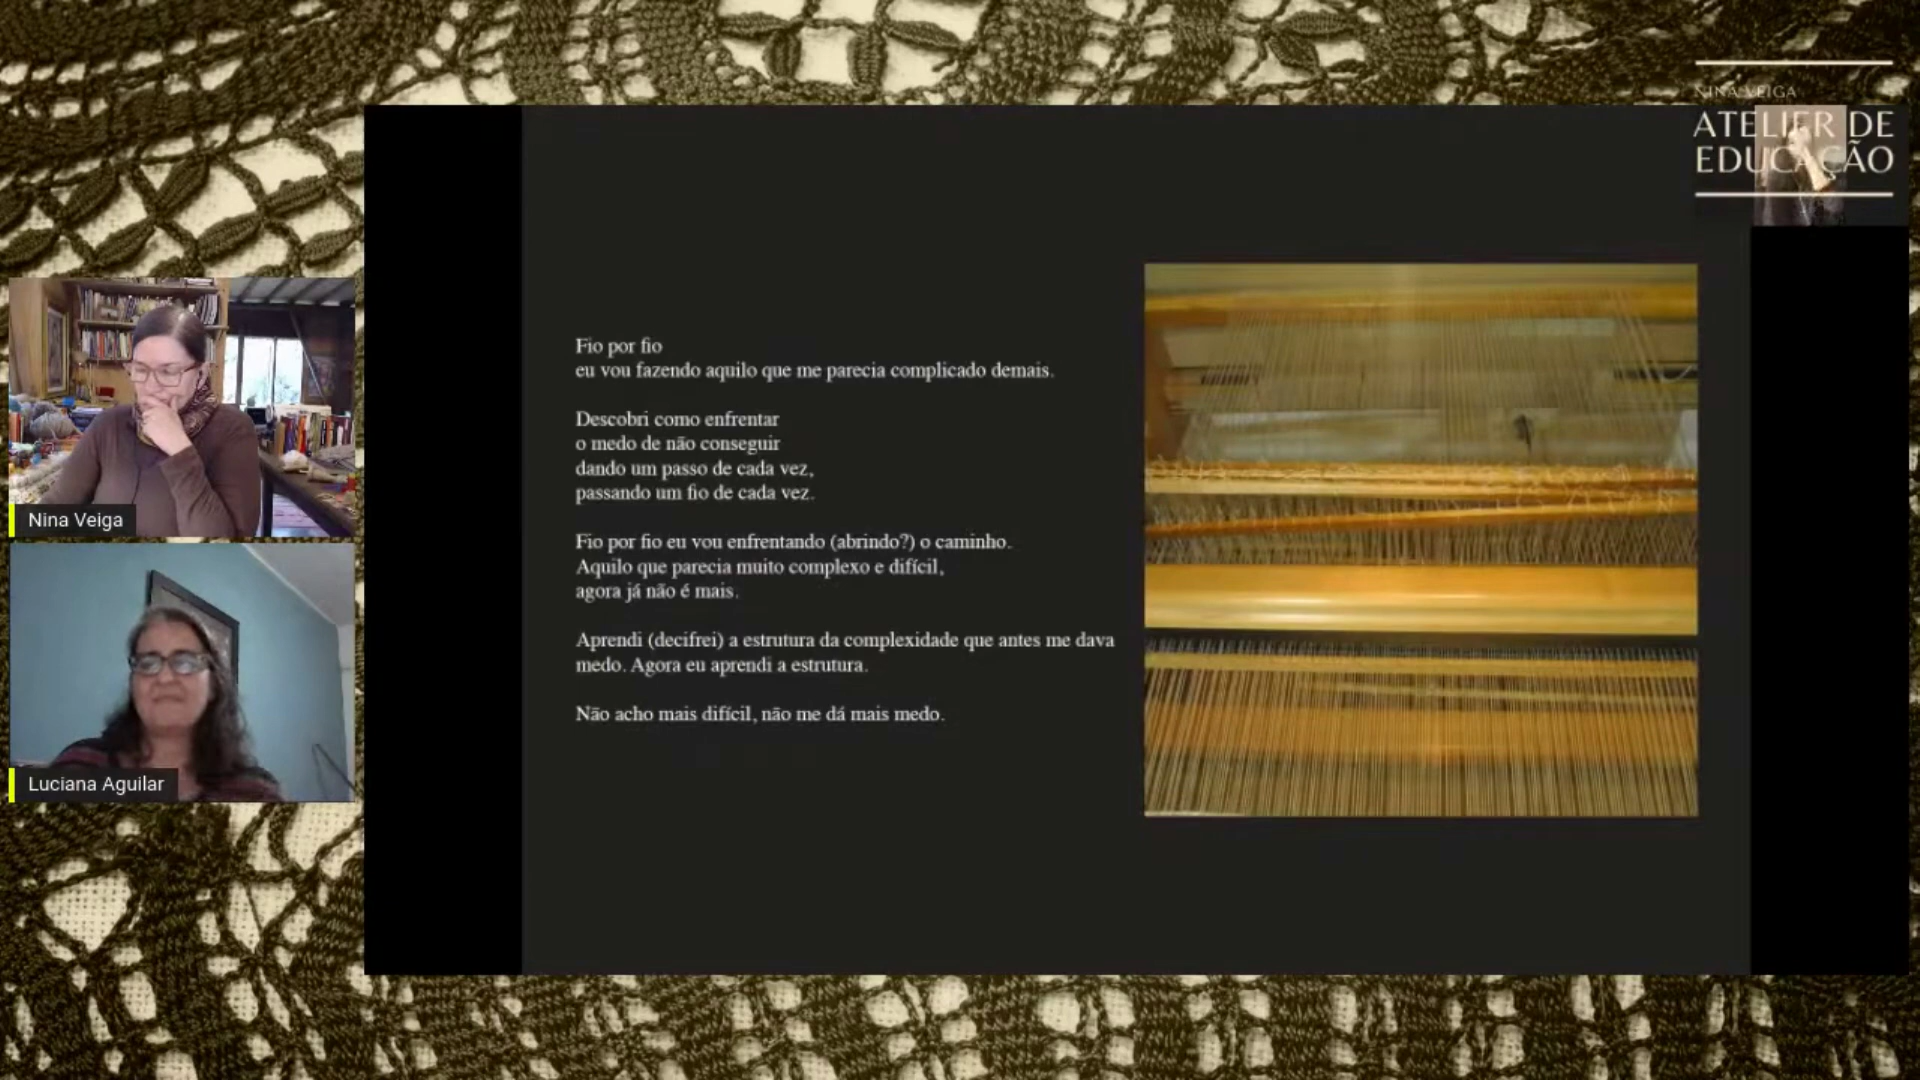 NINA VEIGA
ATELIER DE
EDUCAÇÃO
Fio por fio
eu vou fazendo aquilo que me parecia complicado demais.
Descobri como enfrentar
o medo de não conseguir
dando um passo de cada vez,
passando um fio de cada vez.
Fio por fio eu vou enfrentando (abrindo?) o caminho.
Aquilo que parecia muito complexo e difícil,
agora já não é mais.
Aprendi (decifrei) a estrutura da complexidade que antes me dava
medo. Agora eu aprendi a estrutura.
Não acho mais difícil, não me dá mais medo.
Nina Veiga
Luciana Aguilar